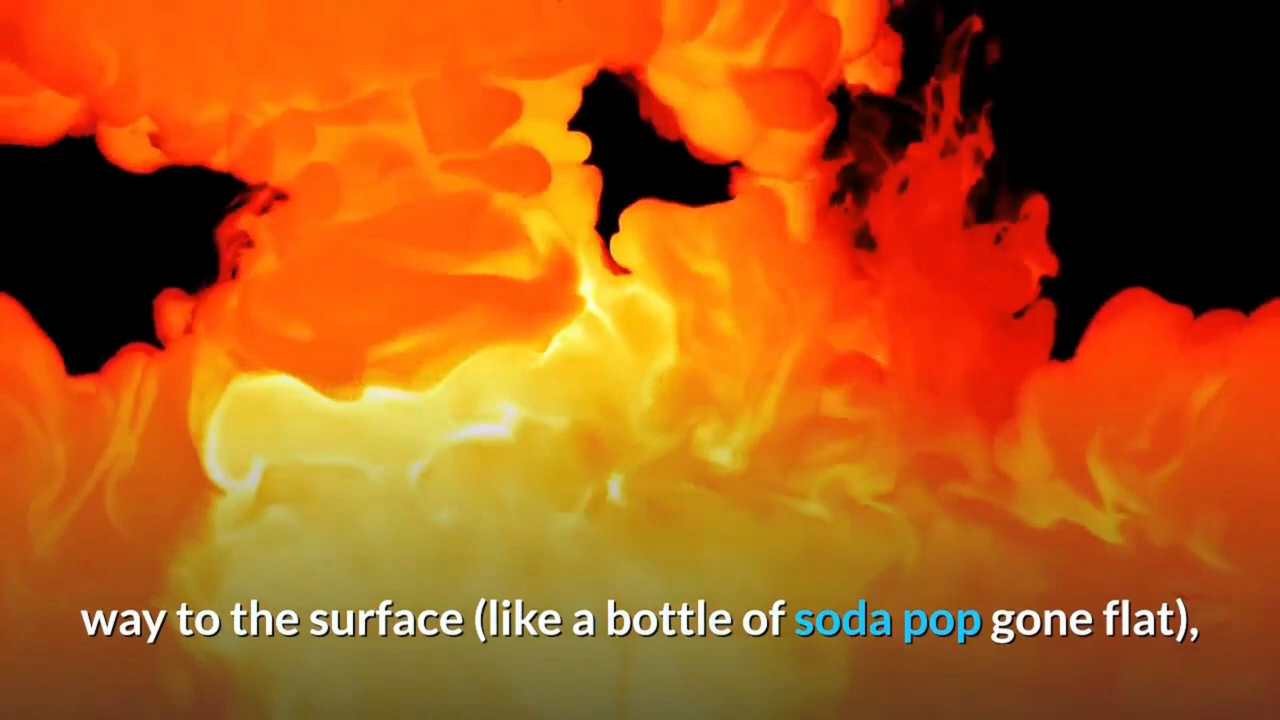 way to the surface (like a bottle of soda pop gone flat),